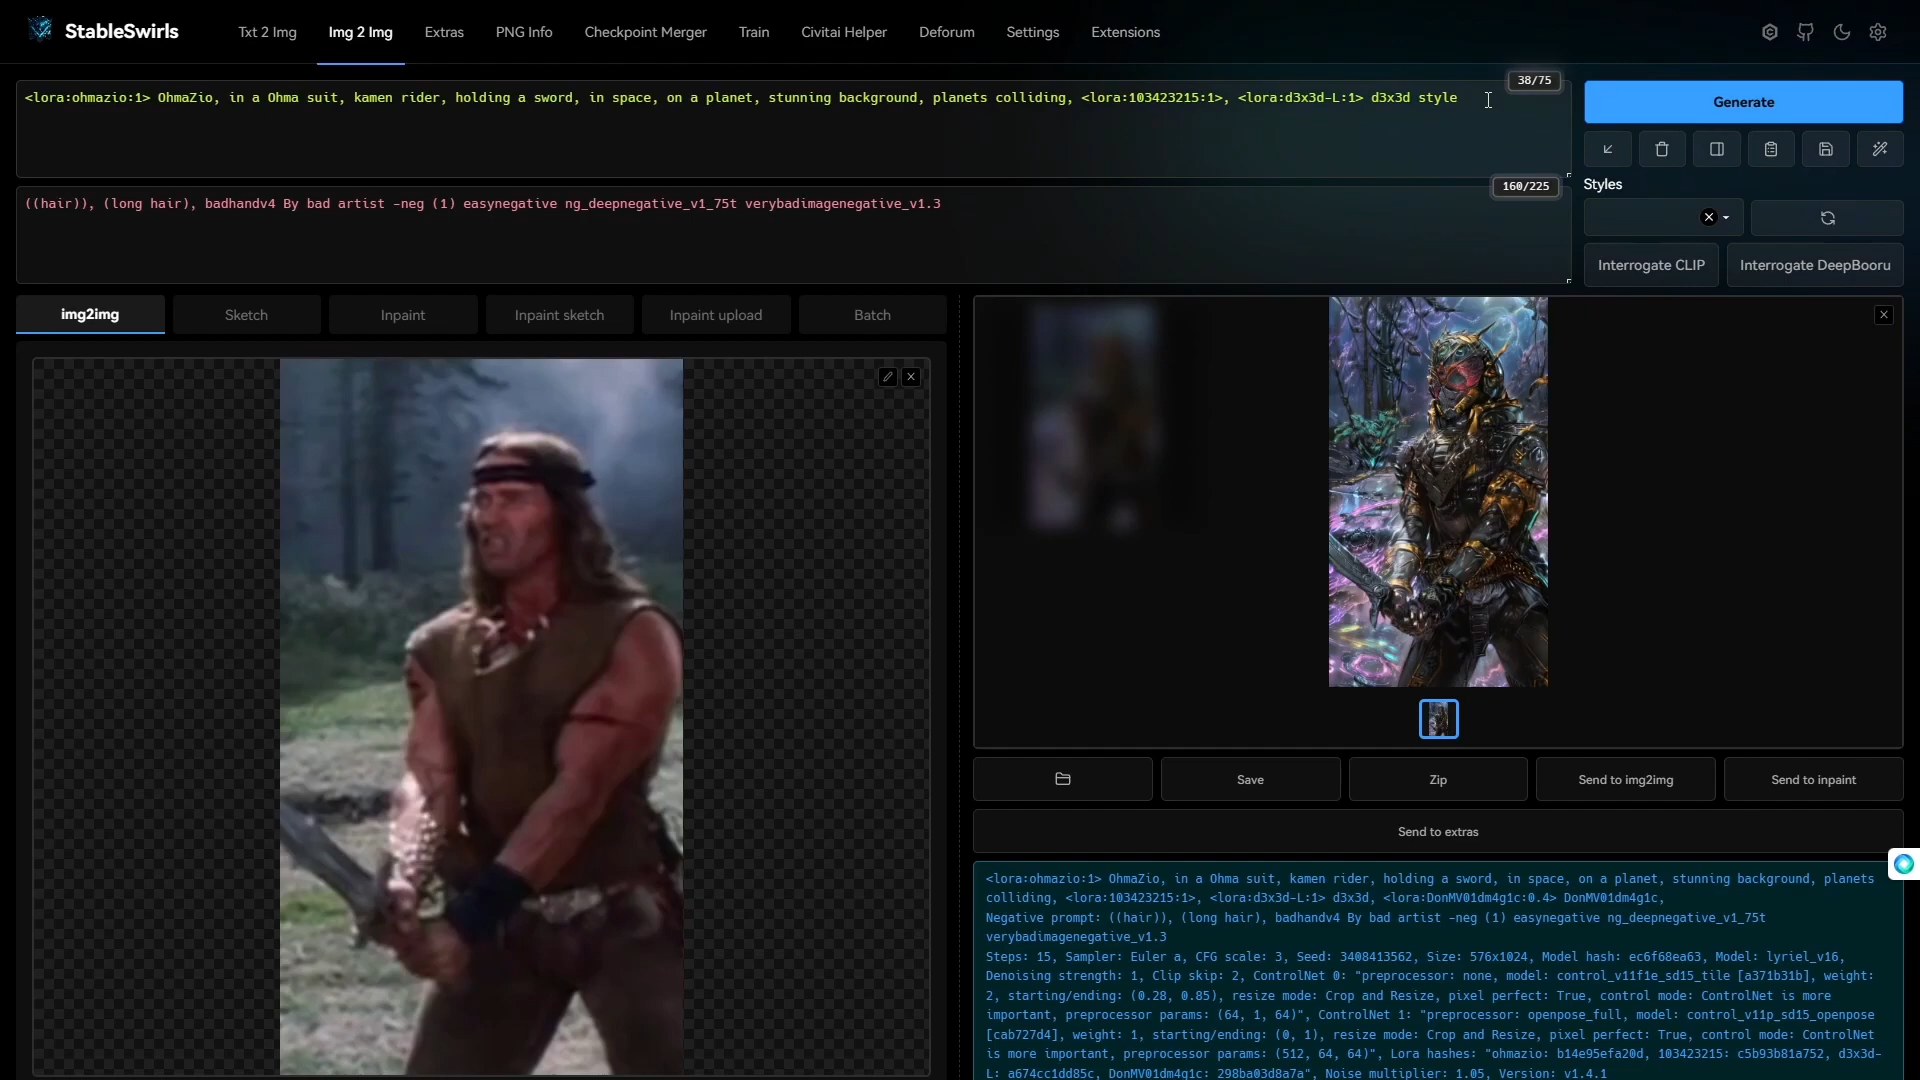 StableSwirls
Txt 2 Img
Img 2 Img
Extras
PNG Info
Checkpoint Merger
Train
Civitai Helper
Deforum
Settings
Extensions
38/75
<lora:ohmazio:1> OhmaZio, in a Ohma suit, kamen rider, holding a sword, in space, on a planet, stunning background, planets colliding, <lora:103423215:1>, <lora:d3x3d-L:1> d3x3d style
Generate
160/225
((hair)), (long hair), badhandv4 By bad artist -neg (1) easynegative ng_deepnegative_v1_75t verybadimagenegative_v1.3
Styles
Interrogate CLIP
Interrogate DeepBooru
img2img
Sketch
Inpaint
Inpaint sketch
Inpaint upload
Batch
Save
Zip
Send to img2img
Send to inpaint
Send to extras
<lora:ohmazio:1> OhmaZio, in a Ohma suit, kamen rider, holding a sword, in space, on a planet, stunning background, planets
colliding, <lora:103423215:1>, <lora:d3x3d-L:1> d3x3d, <lora:DonMV01dm4g1c:0.4> DonMV01dm4g1c,
Negative prompt: ((hair)), (long hair), badhandv4 By bad artist -neg (1) easynegative ng_deepnegative_v1_75t
verybadimagenegative_v1.3
Steps: 15, Sampler: Euler a, CFG scale: 3, Seed: 3408413562, Size: 576x1024, Model hash: ec6f68ea63, Model: lyriel_v16,
Denoising strength: 1, Clip skip: 2, ControlNet 0: "preprocessor: none, model: control_v11f1e_sd15_tile [a371b31b], weight:
2, starting/ending: (0.28, 0.85), resize mode: Crop and Resize, pixel perfect: True, control mode: ControlNet is more
important, preprocessor params: (64, 1, 64)", ControlNet 1: "preprocessor: openpose_full, model: control_v11p_sd15_openpose
[cab727d4], weight: 1, starting/ending: (0, 1), resize mode: Crop and Resize, pixel perfect: True, control mode: ControlNet
is more important, preprocessor params: (512, 64, 64)", Lora hashes: "ohmazio: b14e95efa20d, 103423215: c5b93b81a752, d3x3d-
L: a674cc1dd85c, DonMV01dm4g1c: 298ba03d8a7a", Noise multiplier: 1.05, Version: v1.4.1